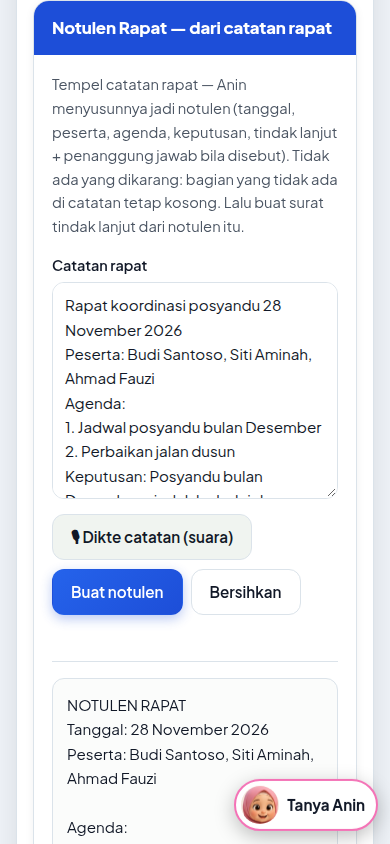 Notulen Rapat — dari catatan rapat
Tempel catatan rapat — Anin
menyusunnya jadi notulen (tanggal,
peserta, agenda, keputusan, tindak lanjut
+ penanggung jawab bila disebut). Tidak
ada yang dikarang: bagian yang tidak ada
di catatan tetap kosong. Lalu buat surat
tindak lanjut dari notulen itu.
Catatan rapat
Rapat koordinasi posyandu 28
November 2026
Peserta: Budi Santoso, Siti Aminah,
Ahmad Fauzi
Agenda:
1. Jadwal posyandu bulan Desember
2. Perbaikan jalan dusun
Keputusan: Posyandu bulan
Dikte catatan (suara)
Buat notulen
Bersihkan
NOTULEN RAPAT
Tanggal: 28 November 2026
Peserta: Budi Santoso, Siti Aminah,
Ahmad Fauzi
Agenda:
Tanya Anin